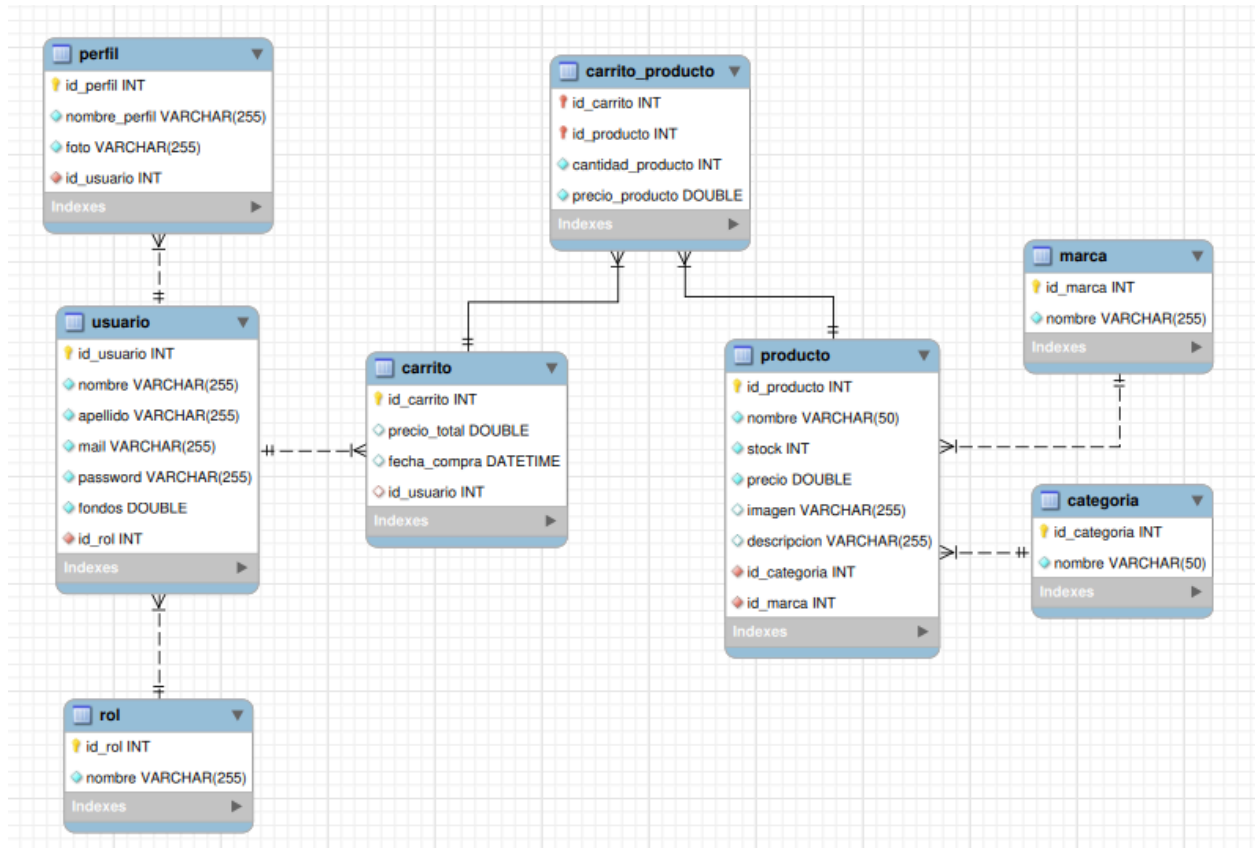 perfil
id_perfil INT
nombre_perfil VARCHAR(255)
foto VARCHAR(255)
id_usuario INT
Indexes
usuario
id_usuario INT
nombre VARCHAR(255)
apellido VARCHAR(255)
mail VARCHAR(255)
password VARCHAR(255)
fondos DOUBLE
id_rol INT
Indexes
rol
id_rol INT
nombre VARCHAR(255)
Indexes
carrito
id_carrito INT
precio_total DOUBLE
fecha_compra DATETIME
id_usuario INT
Indexes
carrito_producto
id_carrito INT
id_producto INT
cantidad_producto INT
precio_producto DOUBLE
Indexes
producto
id_producto INT
nombre VARCHAR(50)
stock INT
precio DOUBLE
imagen VARCHAR(255)
descripcion VARCHAR(255)
id_categoria INT
id_marca INT
Indexes
marca
id_marca INT
nombre VARCHAR(255)
Indexes
categoria
id_categoria INT
nombre VARCHAR(50)
Indexes